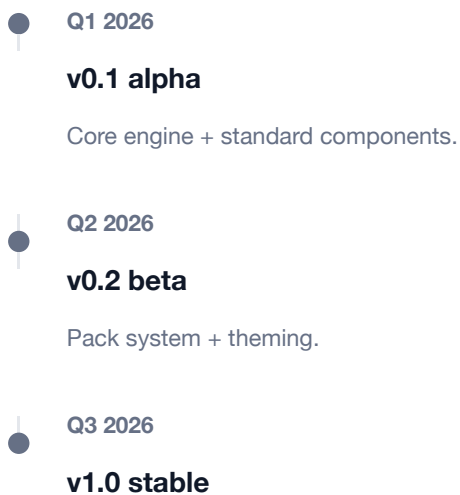 Q1 2026
v0.1 alpha
Core engine + standard components.
Q2 2026
v0.2 beta
Pack system + theming.
Q3 2026
v1.0 stable